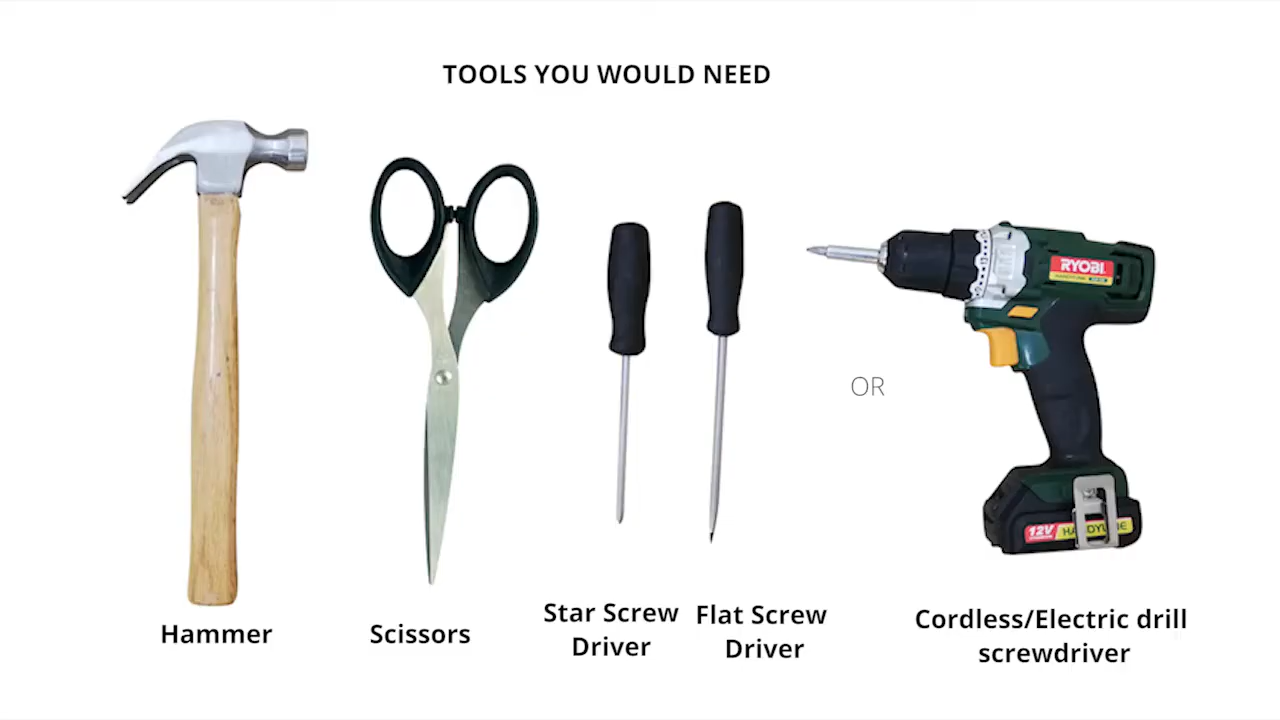 TOOLS YOU WOULD NEED
RYOBI
OR
12V
HANDYLINE
Hammer
Scissors
Star Screw
Driver
Flat Screw
Driver
Cordless/Electric drill
screwdriver